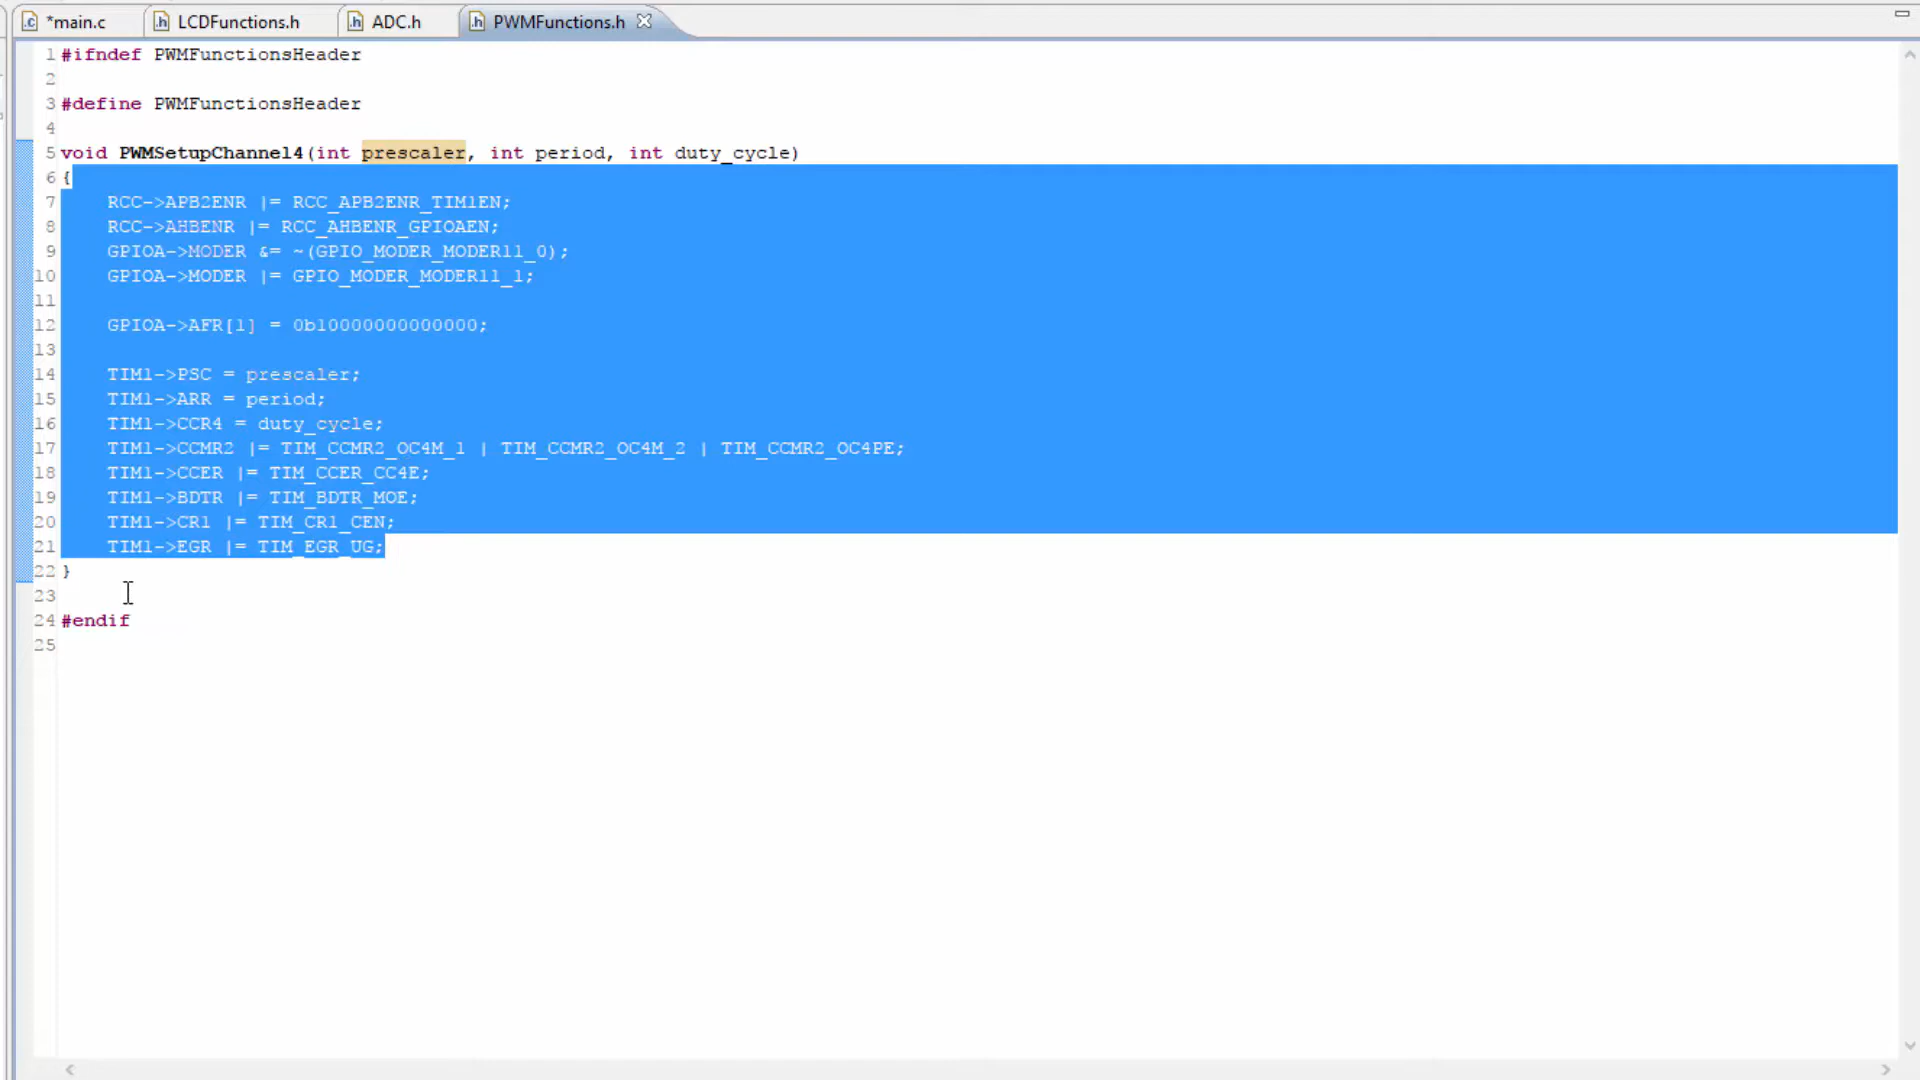 *main.c LCDFunctions.h ADC.h PWMFunctions.h
1 #ifndef PWMFunctionsHeader
2
3 #define PWMFunctionsHeader
4
5 void PWMSetupChannel4(int prescaler, int period, int duty_cycle)
6 {
7 RCC->APB2ENR |= RCC_APB2ENR_TIM1EN;
8 RCC->AHBENR |= RCC_AHBENR_GPIOAEN;
9 GPIOA->MODER &= ~(GPIO_MODER_MODER11_0);
10 GPIOA->MODER |= GPIO_MODER_MODER11_1;
11
12 GPIOA->AFR[1] = 0b10000000000000;
13
14 TIM1->PSC = prescaler;
15 TIM1->ARR = period;
16 TIM1->CCR4 = duty_cycle;
17 TIM1->CCMR2 |= TIM_CCMR2_OC4M_1 | TIM_CCMR2_OC4M_2 | TIM_CCMR2_OC4PE;
18 TIM1->CCER |= TIM_CCER_CC4E;
19 TIM1->BDTR |= TIM_BDTR_MOE;
20 TIM1->CR1 |= TIM_CR1_CEN;
21 TIM1->EGR |= TIM_EGR_UG;
22 }
23
24 #endif
25